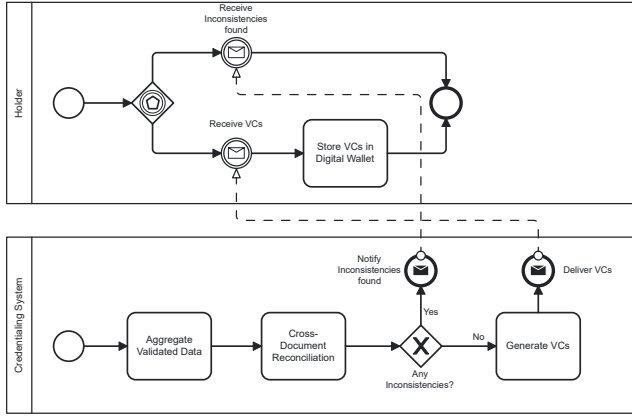 Holder
Receive
Inconsistencies
found
Receive VCs
Store VCs in
Digital Wallet
Credentialing System
Notify
Inconsistencies
found
Deliver VCs
Aggregate
Validated Data
Cross-
Document
Reconciliation
Yes
No
Any
Inconsistencies?
Generate VCs